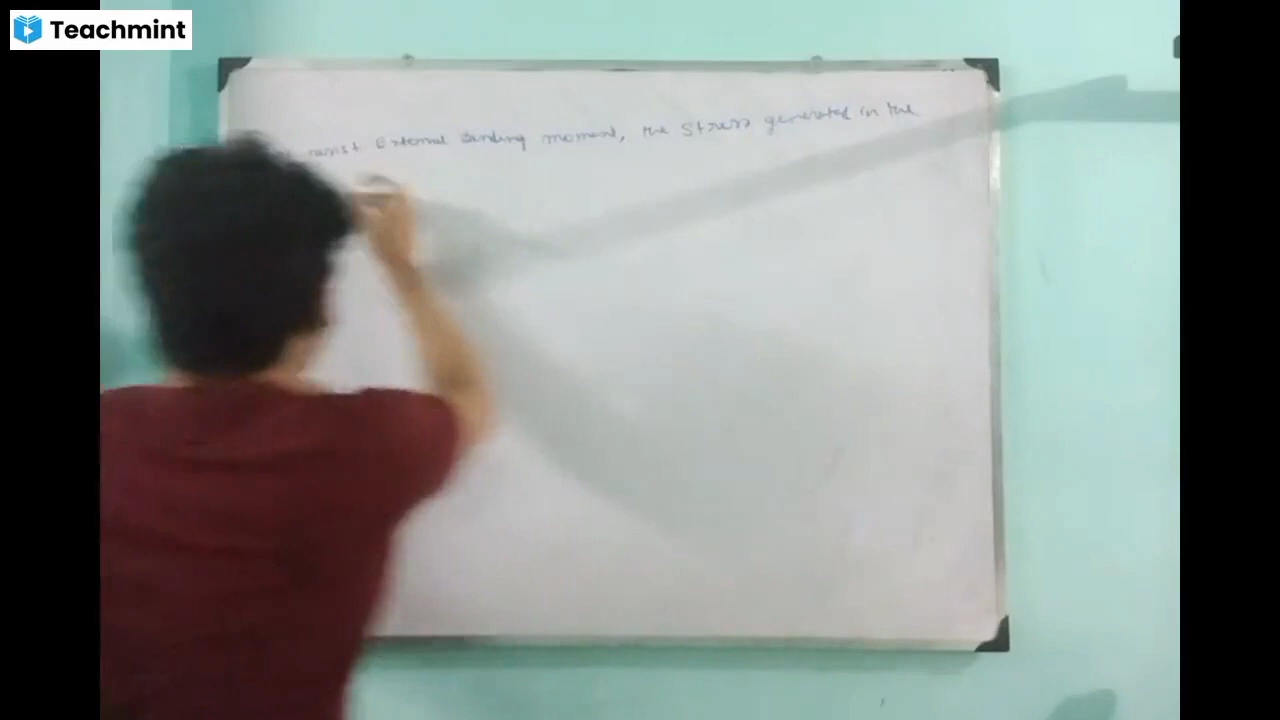 Teachmint
resist External Bending moment, the stress generated in the